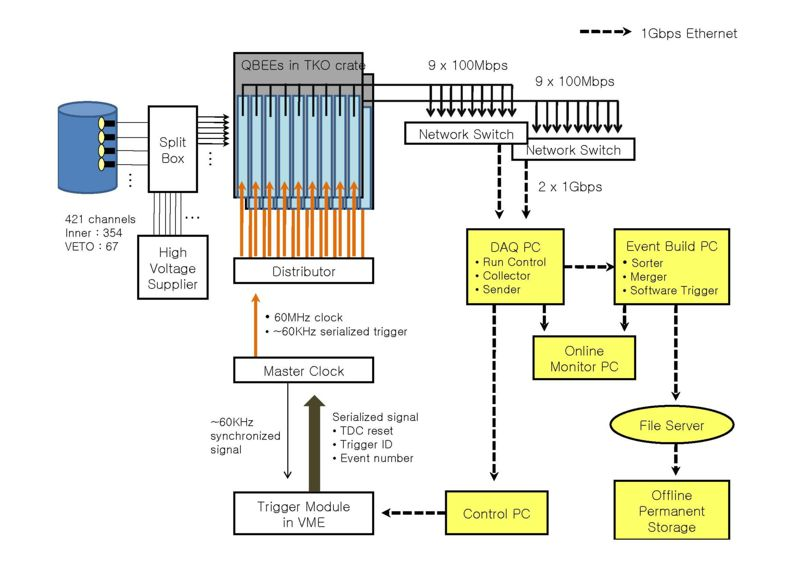 1Gbps Ethernet
QBEEs in TKO crate
9 x 100Mbps
9 x 100Mbps
Split
Box
Network Switch
Network Switch
2 x 1Gbps
421 channels
Inner : 354
VETO : 67
High
Voltage
Supplier
Distributor
DAQ PC
• Run Control
• Collector
• Sender
Event Build PC
• Sorter
• Merger
• Software Trigger
• 60MHz clock
• ~60KHz serialized trigger
Online
Monitor PC
Master Clock
~60KHz
synchronized
signal
Serialized signal
• TDC reset
• Trigger ID
• Event number
File Server
Trigger Module
in VME
Control PC
Offline
Permanent
Storage